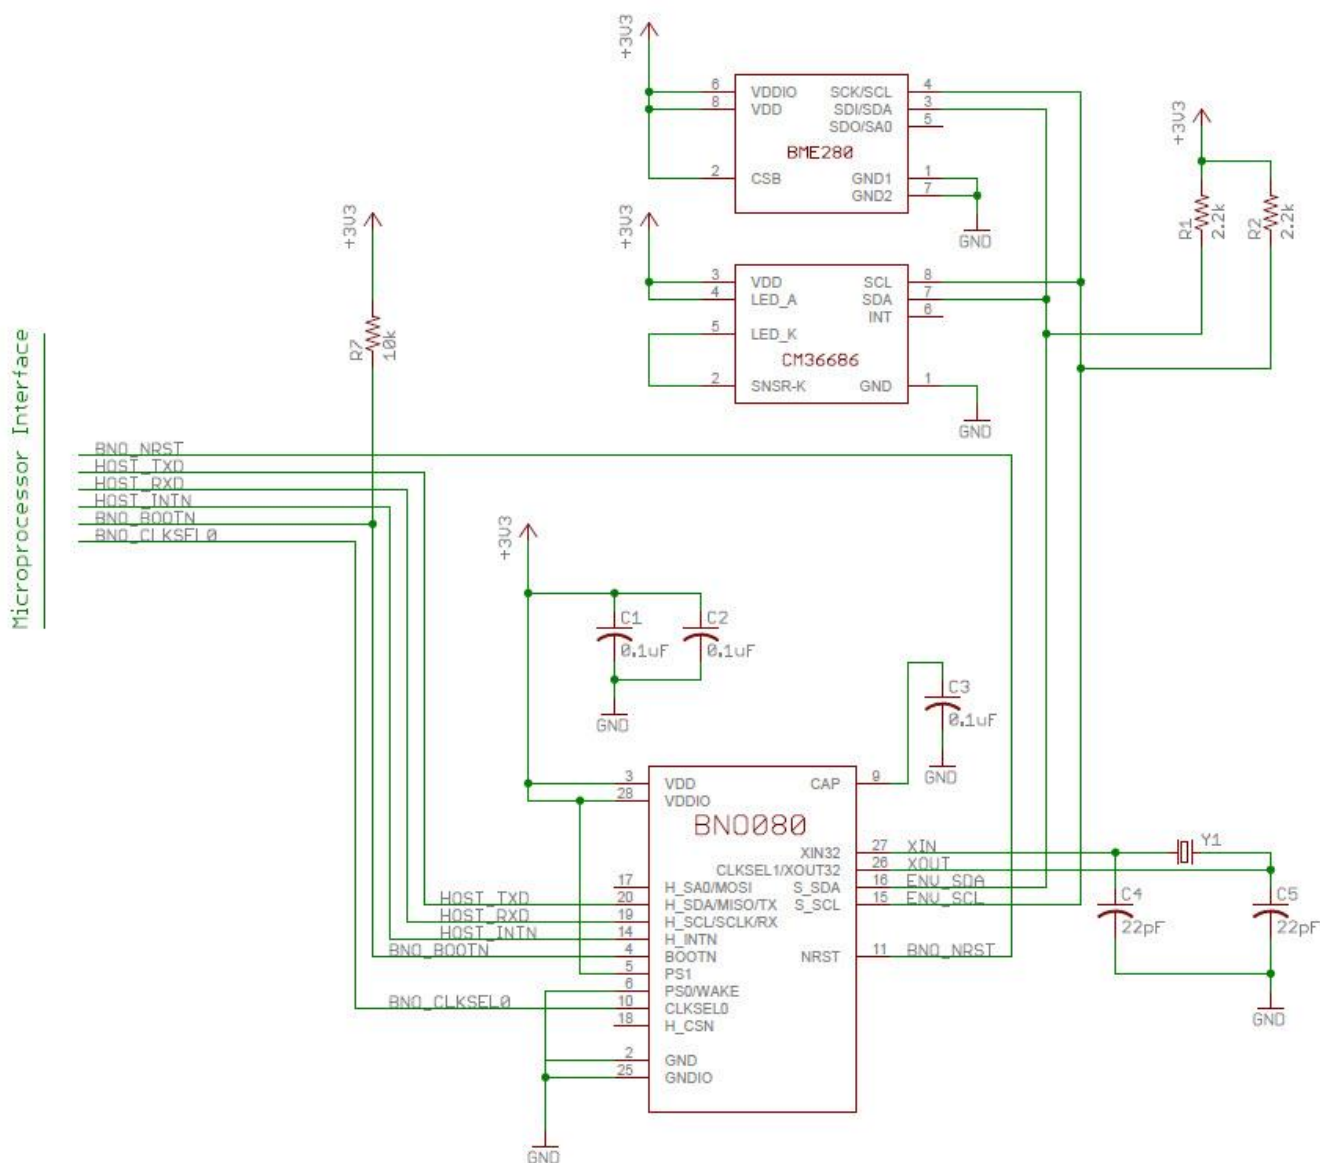 +3V3
6 VDDIO SCK/SCL 4
8 VDD SDI/SDA 3
SDO/SA0 5
BME280
2 CSB GND1 1
GND2 7
GND
+3V3
R1 2.2k
R2 2.2k
+3V3
3 VDD SCL 8
4 LED_A SDA 7
INT 6
5 LED_K
CM36686
2 SNSR-K GND 1
GND
+3V3
R7 10k
Microprocessor Interface
BNO_NRST
HOST_TXD
HOST_RXD
HOST_INTN
BNO_BOOTN
BNO_CLKSEL0
+3V3
C1
0.1uF
C2
0.1uF
GND
C3
0.1uF
GND
3 VDD CAP 9
28 VDDIO
BNO080
XIN32 27 XIN
CLKSEL1/XOUT32 26 XOUT
17 H_SA0/MOSI S_SDA 16 ENV_SDA
HOST_TXD 20 H_SDA/MISO/TX S_SCL 15 ENV_SCL
HOST_RXD 19 H_SCL/SCLK/RX
HOST_INTN 14 H_INTN
BNO_BOOTN 4 BOOTN NRST 11 BNO_NRST
5 PS1
6 PS0/WAKE
BNO_CLKSEL0 10 CLKSEL0
18 H_CSN
2 GND
25 GNDIO
GND
Y1
C4
22pF
C5
22pF
GND